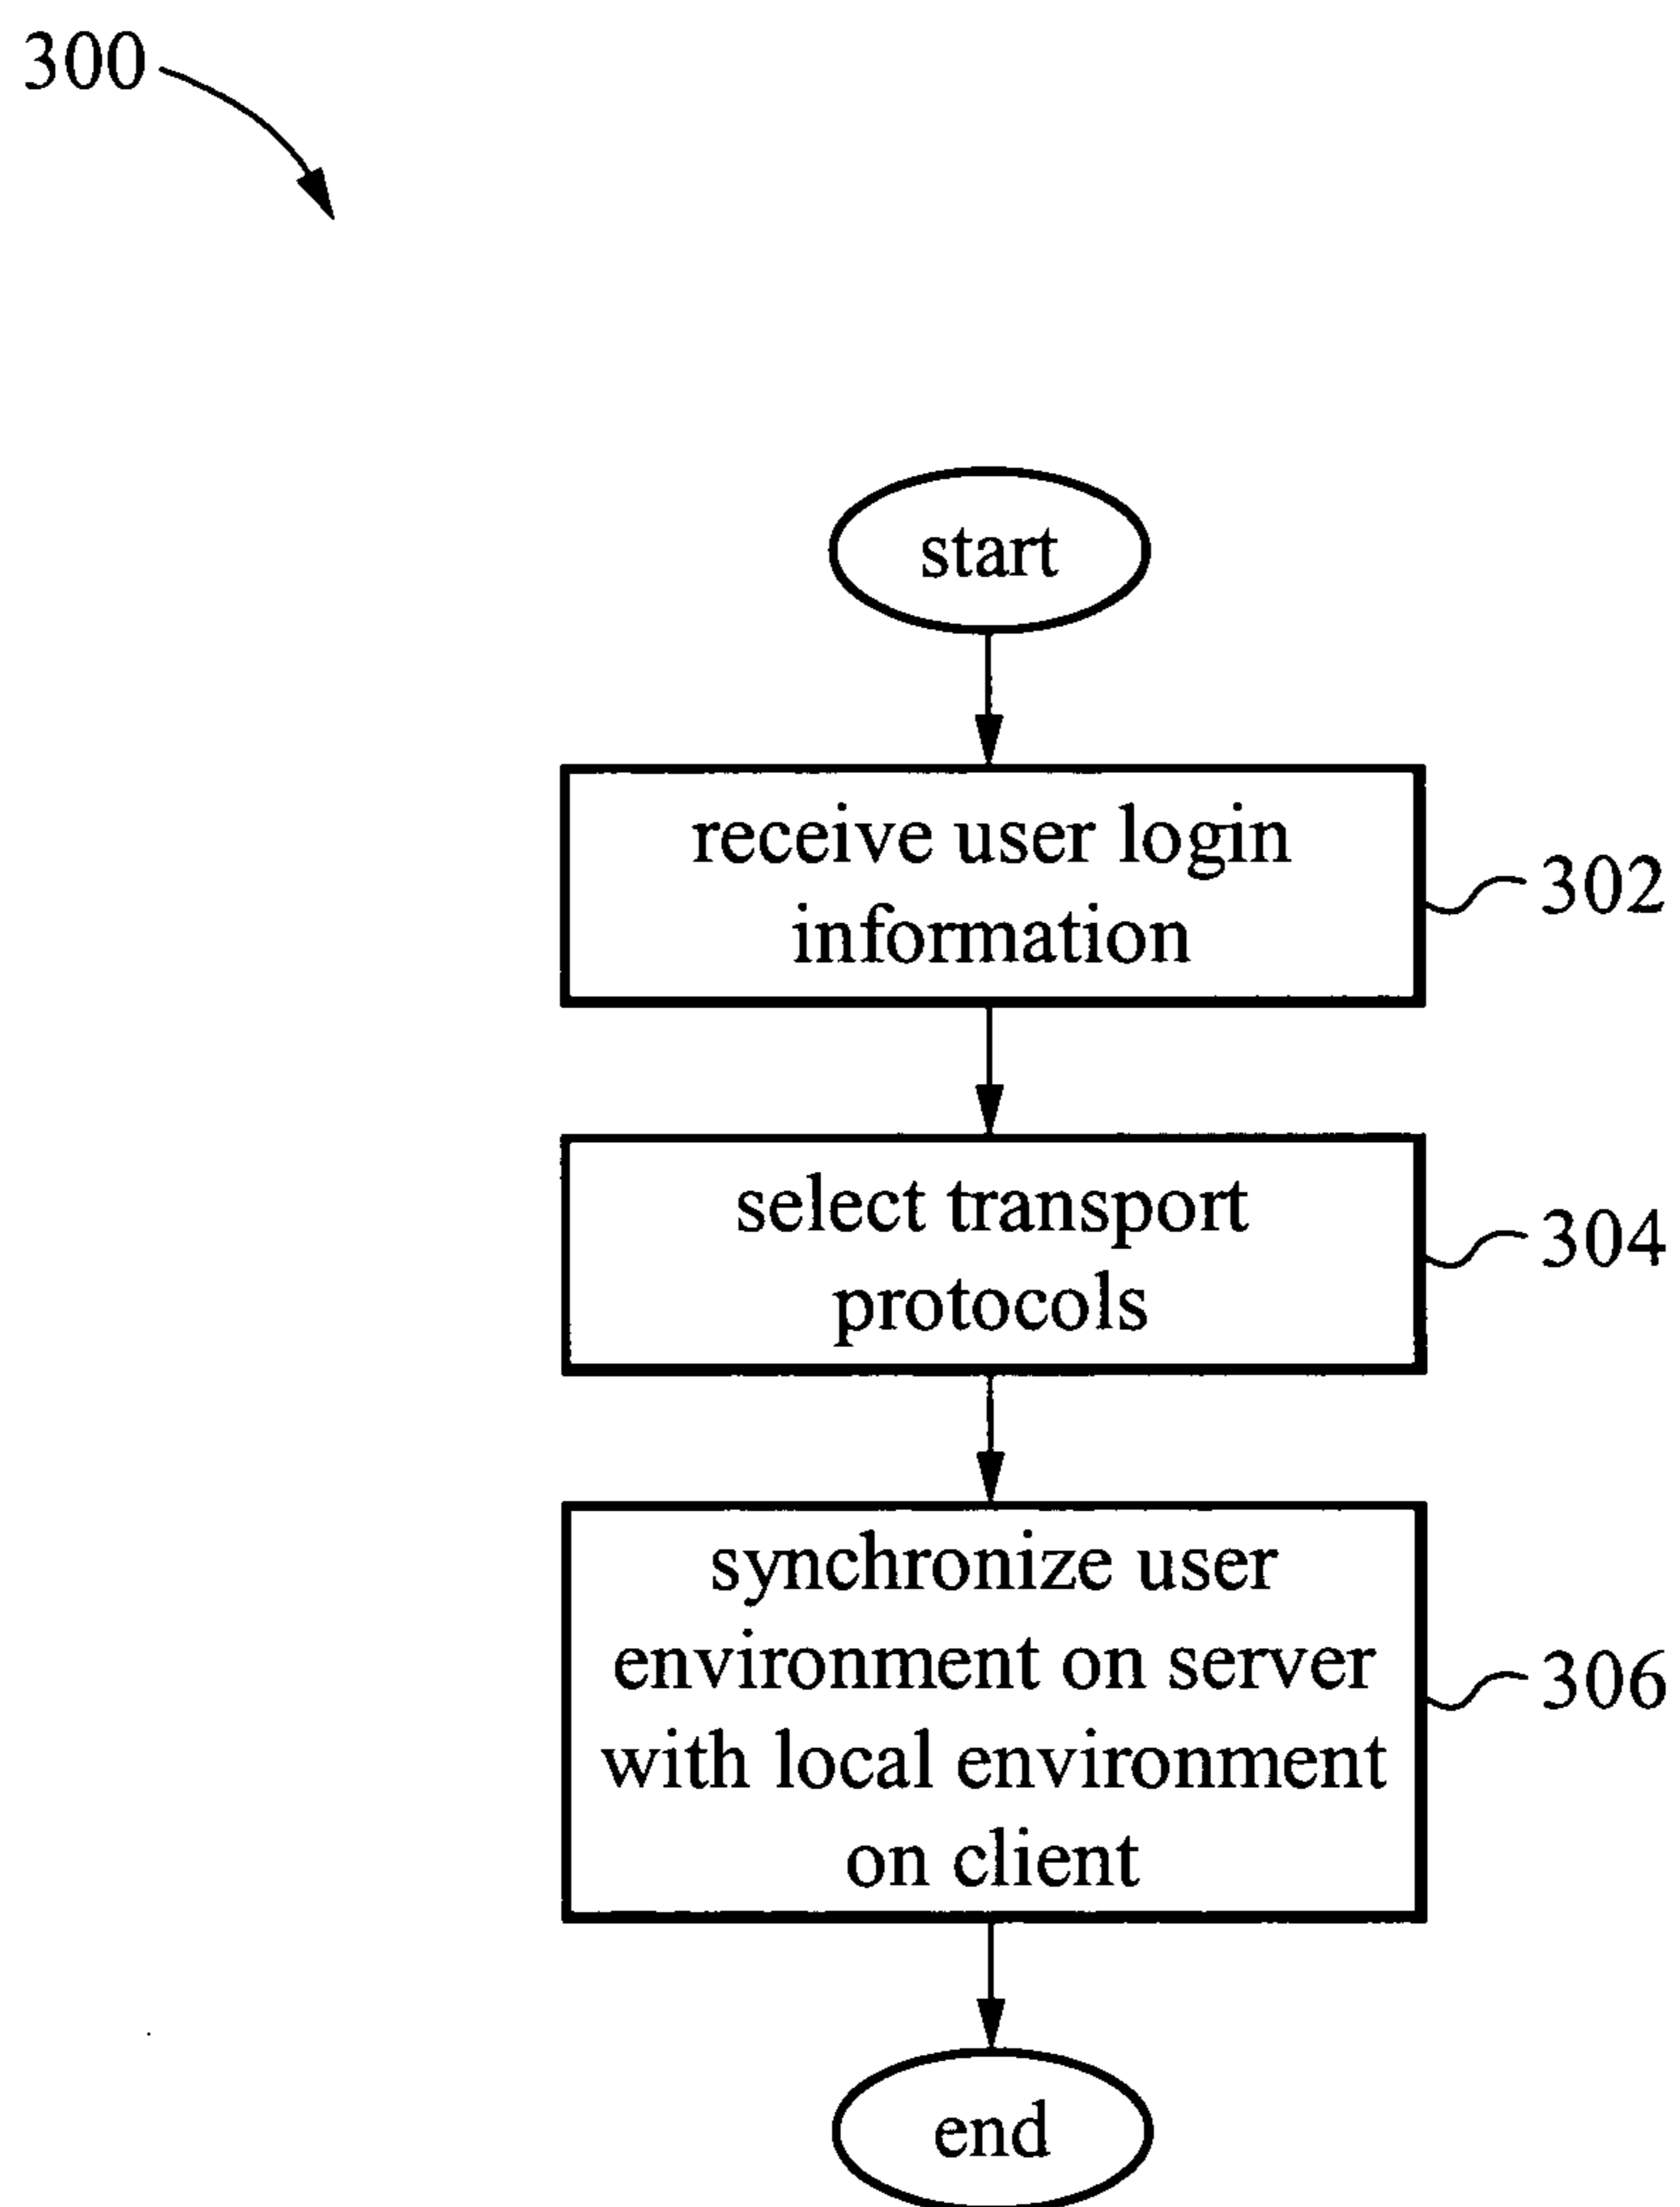 300
start
receive user login
information
302
select transport
protocols
304
synchronize user
environment on server
with local environment
on client
306
end